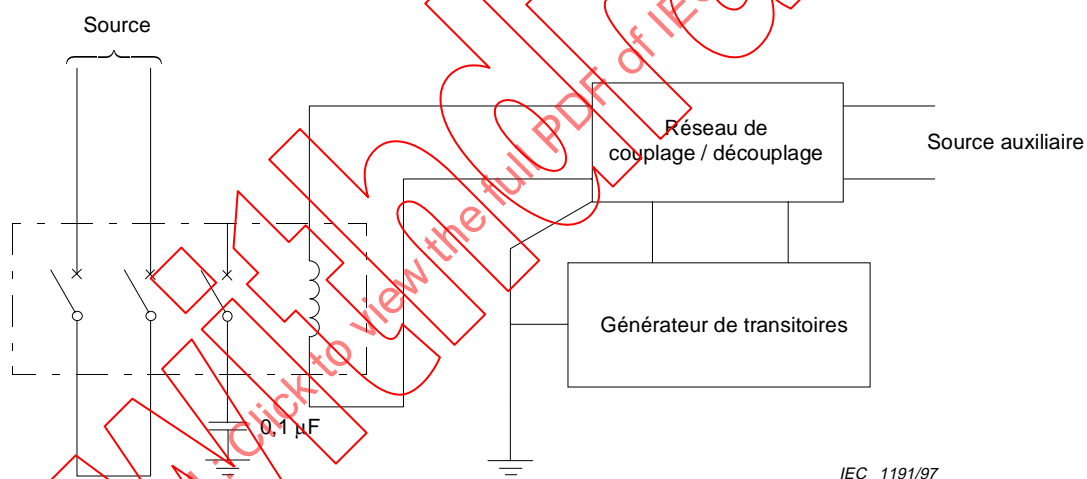 Source
Réseau de
couplage / découplage
Source auxiliaire
Générateur de transitoires
0,1 µF
IEC 1191/97
Withdrawn
: Click to view the full PDF of IEC